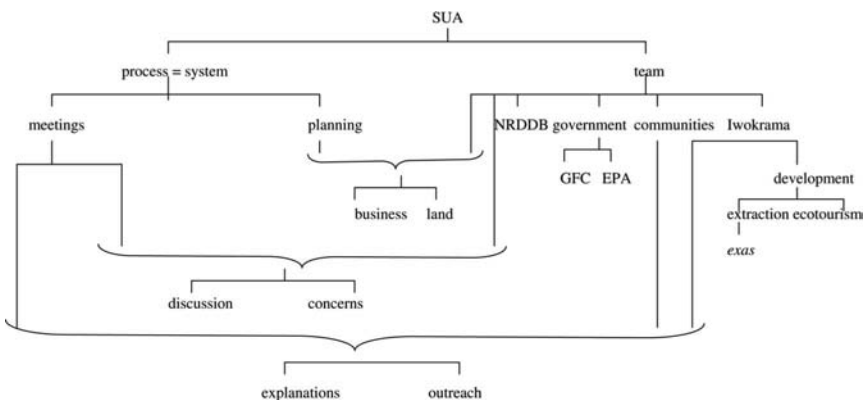 SUA
process = system team
meetings planning NRDDB government communities Iwokrama
GFC EPA development
business land extraction ecotourism
exas
discussion concerns
explanations outreach